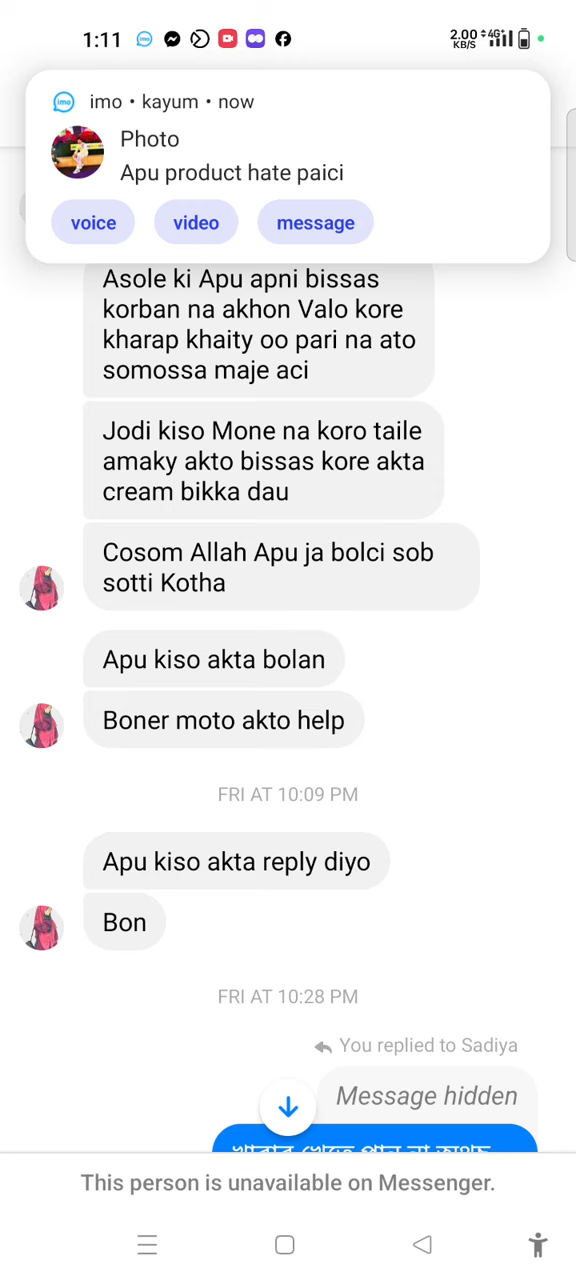 1:11
2.00 KB/S 4G+
imo • kayum • now
Photo
Apu product hate paici
voice video message
Asole ki Apu apni bissas
korban na akhon Valo kore
kharap khaity oo pari na ato
somossa maje aci
Jodi kiso Mone na koro taile
amaky akto bissas kore akta
cream bikka dau
Cosom Allah Apu ja bolci sob
sotti Kotha
Apu kiso akta bolan
Boner moto akto help
FRI AT 10:09 PM
Apu kiso akta reply diyo
Bon
FRI AT 10:28 PM
You replied to Sadiya
Message hidden
This person is unavailable on Messenger.